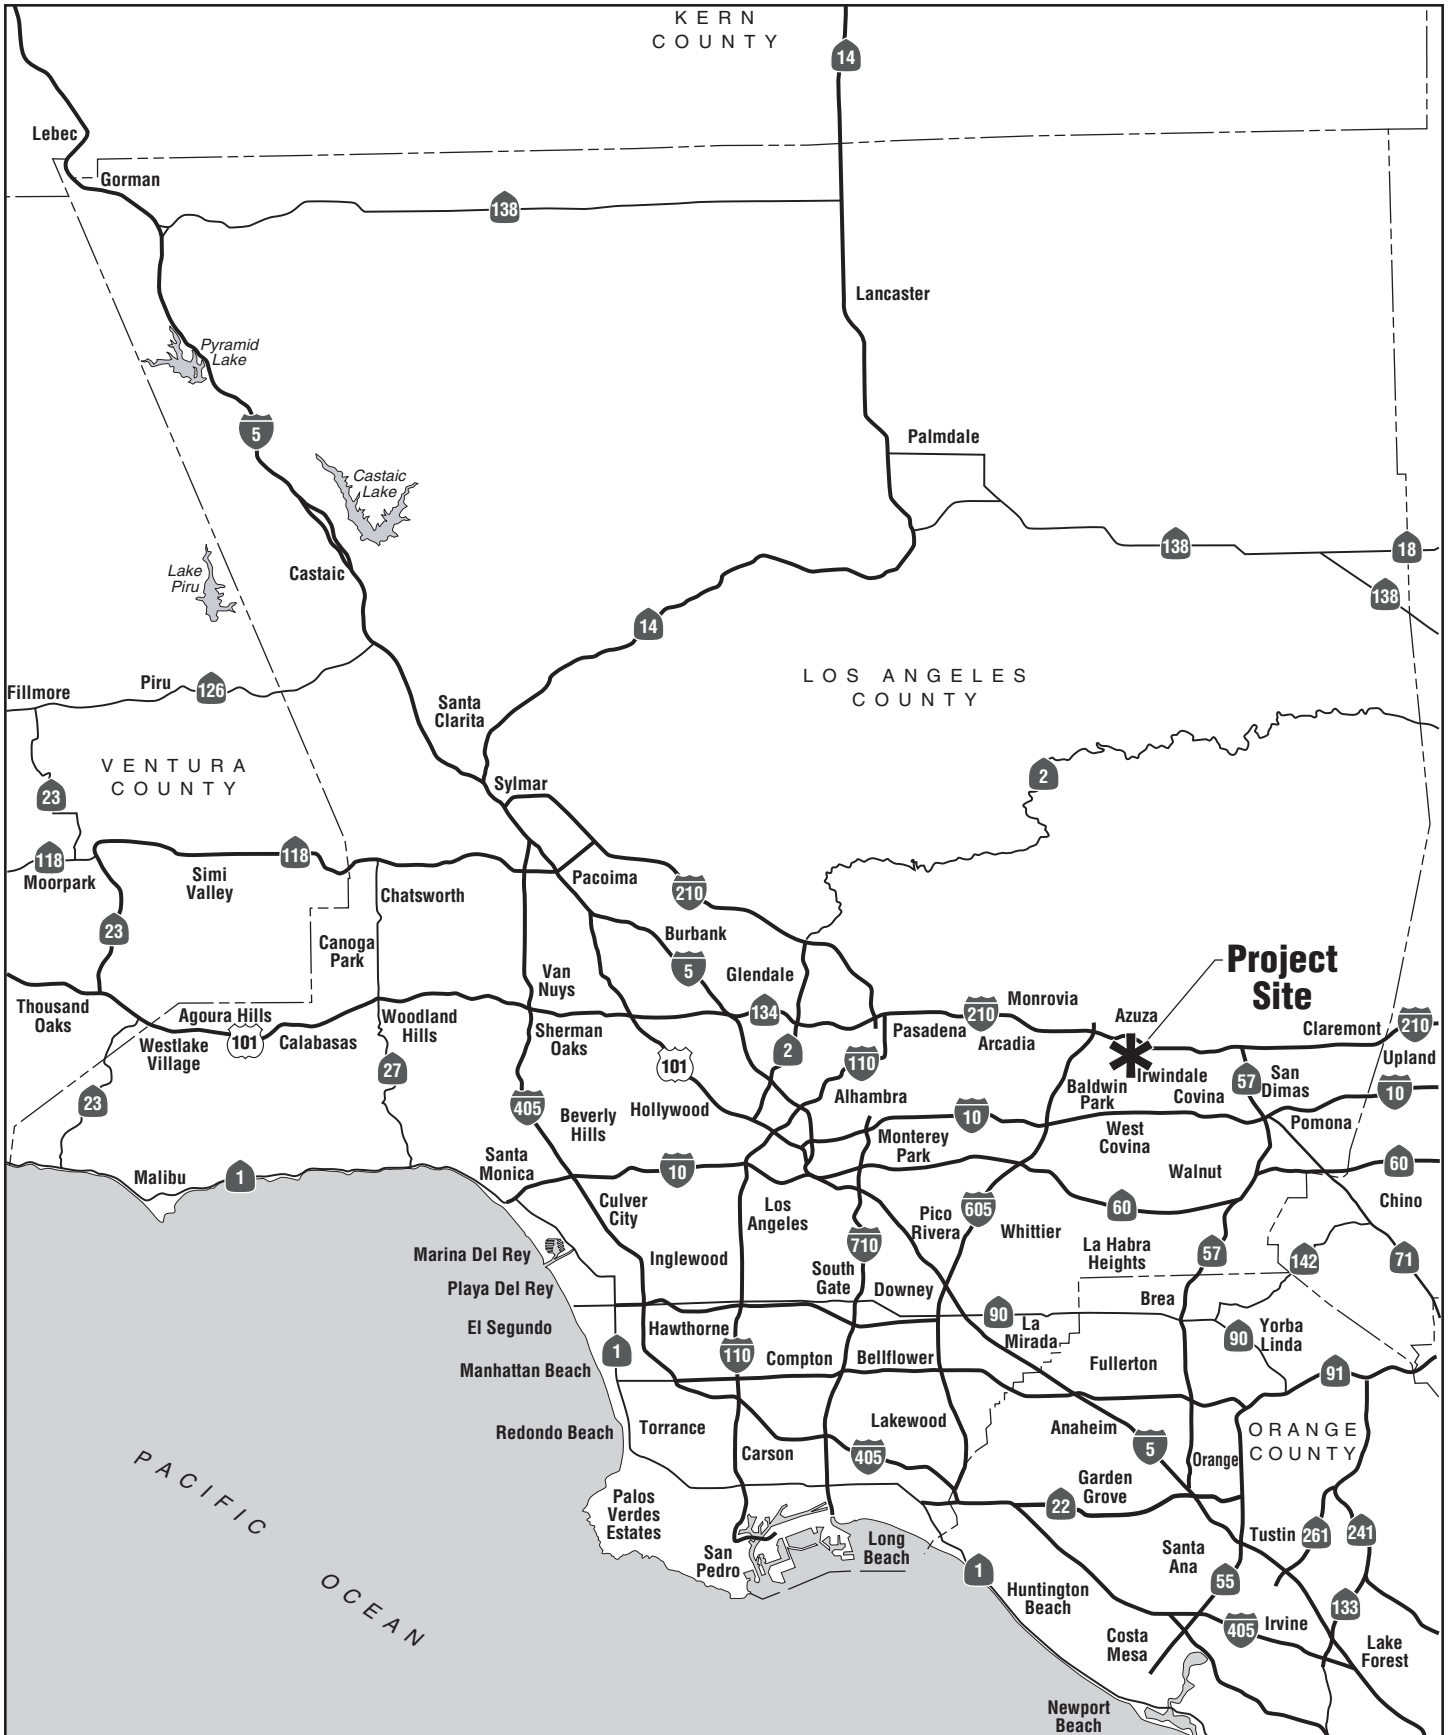 KERN
COUNTY
14
Lebec
Gorman
138
Lancaster
Pyramid
Lake
5
Palmdale
Castaic
Lake
138
18
Lake
Piru
Castaic
138
14
LOS ANGELES
COUNTY
Fillmore
Piru
126
Santa
Clarita
VENTURA
COUNTY
23
Sylmar
2
118
Moorpark
118
Simi
Valley
Chatsworth
Pacoima
210
23
Canoga
Park
Burbank
5
Glendale
Van
Nuys
Project
Site
Thousand
Oaks
Agoura Hills
101
Westlake
Village
Calabasas
Woodland
Hills
Sherman
Oaks
134
Pasadena
210
Monrovia
Arcadia
Azuza
Claremont
210
Upland
23
27
405
101
2
110
Alhambra
Baldwin
Park
Irwindale
Covina
57
San
Dimas
10
Beverly
Hills
Hollywood
Monterey
Park
10
West
Covina
Pomona
Malibu
1
Santa
Monica
10
Walnut
60
Culver
City
Los
Angeles
Pico
Rivera
605
Whittier
60
Chino
Marina Del Rey
Inglewood
710
La Habra
Heights
57
142
71
Playa Del Rey
South
Gate
Downey
Brea
El Segundo
Hawthorne
90
La
Mirada
90
Yorba
Linda
Manhattan Beach
1
110
Compton
Bellflower
Fullerton
91
Redondo Beach
Torrance
Carson
Lakewood
405
Anaheim
5
Orange
ORANGE
COUNTY
PACIFIC
OCEAN
Palos
Verdes
Estates
San
Pedro
Long
Beach
22
Garden
Grove
Tustin
261
241
Santa
Ana
55
1
Huntington
Beach
133
405
Irvine
Costa
Mesa
Lake
Forest
Newport
Beach